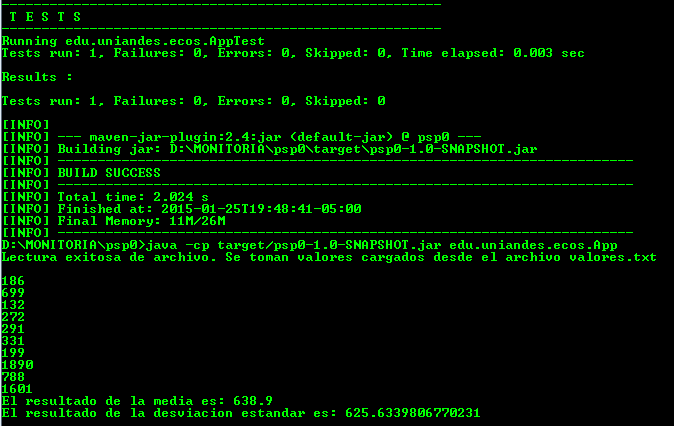 -------------------------------------------------------
 T E S T S
-------------------------------------------------------
Running edu.uniandes.ecos.AppTest
Tests run: 1, Failures: 0, Errors: 0, Skipped: 0, Time elapsed: 0.003 sec
Results :
Tests run: 1, Failures: 0, Errors: 0, Skipped: 0
[INFO]
[INFO] --- maven-jar-plugin:2.4:jar (default-jar) @ psp0 ---
[INFO] Building jar: D:\MONITORIA\psp0\target\psp0-1.0-SNAPSHOT.jar
[INFO] ------------------------------------------------------------------------
[INFO] BUILD SUCCESS
[INFO] ------------------------------------------------------------------------
[INFO] Total time: 2.024 s
[INFO] Finished at: 2015-01-25T19:48:41-05:00
[INFO] Final Memory: 11M/26M
[INFO] ------------------------------------------------------------------------
D:\MONITORIA\psp0>java -cp target/psp0-1.0-SNAPSHOT.jar edu.uniandes.ecos.App
Lectura exitosa de archivo. Se toman valores cargados desde el archivo valores.txt
186
699
132
272
291
331
199
1890
788
1601
El resultado de la media es: 638.9
El resultado de la desviacion estandar es: 625.6339806770231